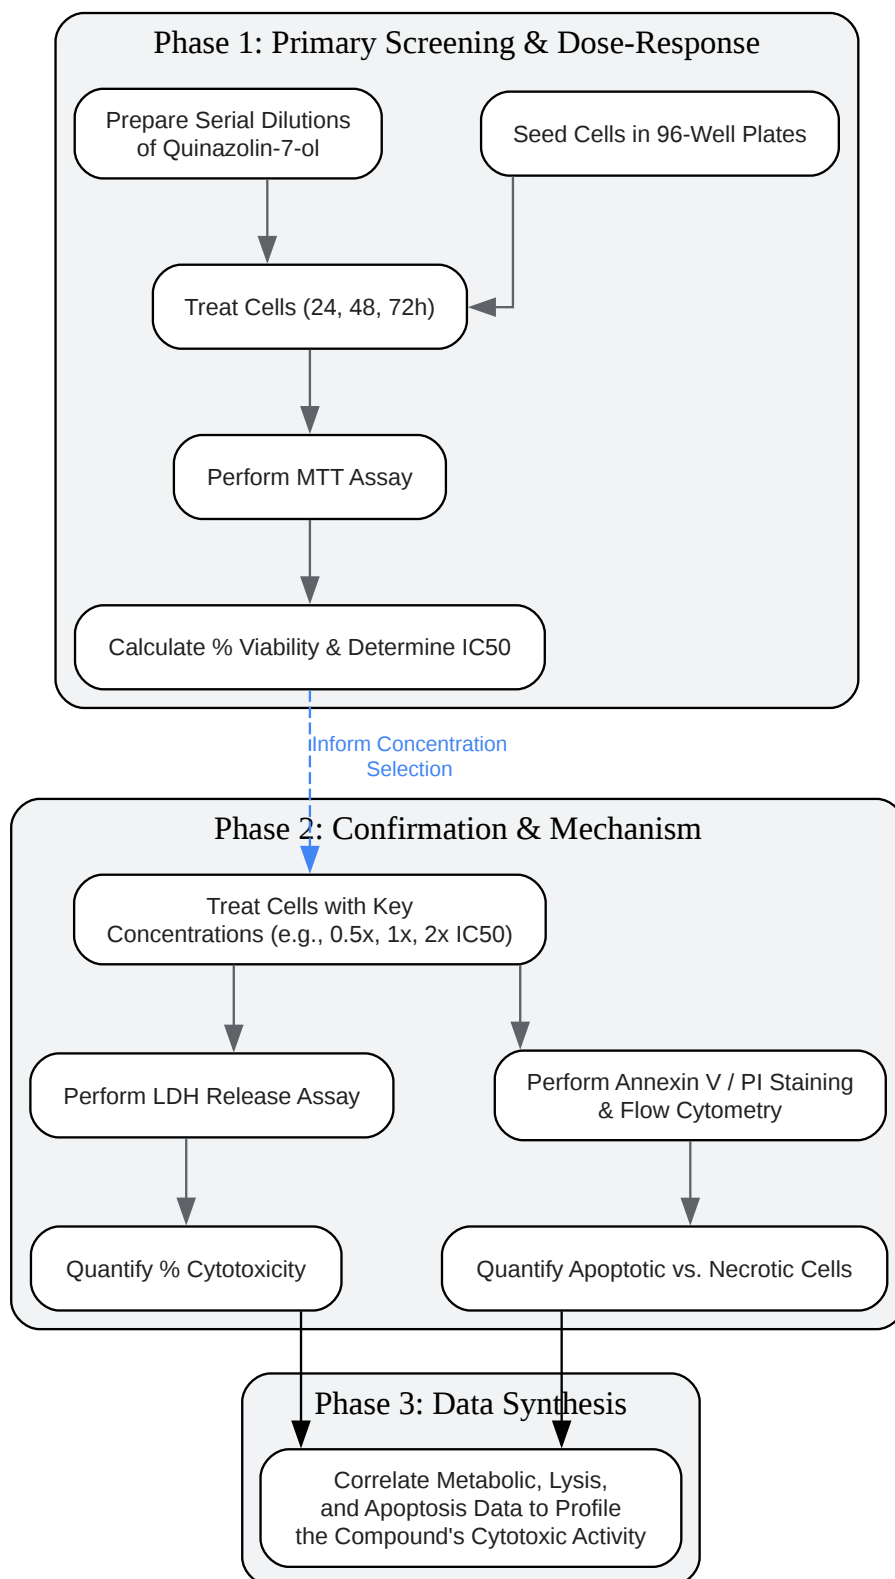 Phase 1: Primary Screening & Dose-Response
Prepare Serial Dilutions
of Quinazolin-7-ol
Seed Cells in 96-Well Plates
Treat Cells (24, 48, 72h)
Perform MTT Assay
Calculate % Viability & Determine IC50
Inform Concentration
Selection
Phase 2: Confirmation & Mechanism
Treat Cells with Key
Concentrations (e.g., 0.5x, 1x, 2x IC50)
Perform LDH Release Assay
Perform Annexin V / PI Staining
& Flow Cytometry
Quantify % Cytotoxicity
Quantify Apoptotic vs. Necrotic Cells
Phase 3: Data Synthesis
Correlate Metabolic, Lysis,
and Apoptosis Data to Profile
the Compound's Cytotoxic Activity